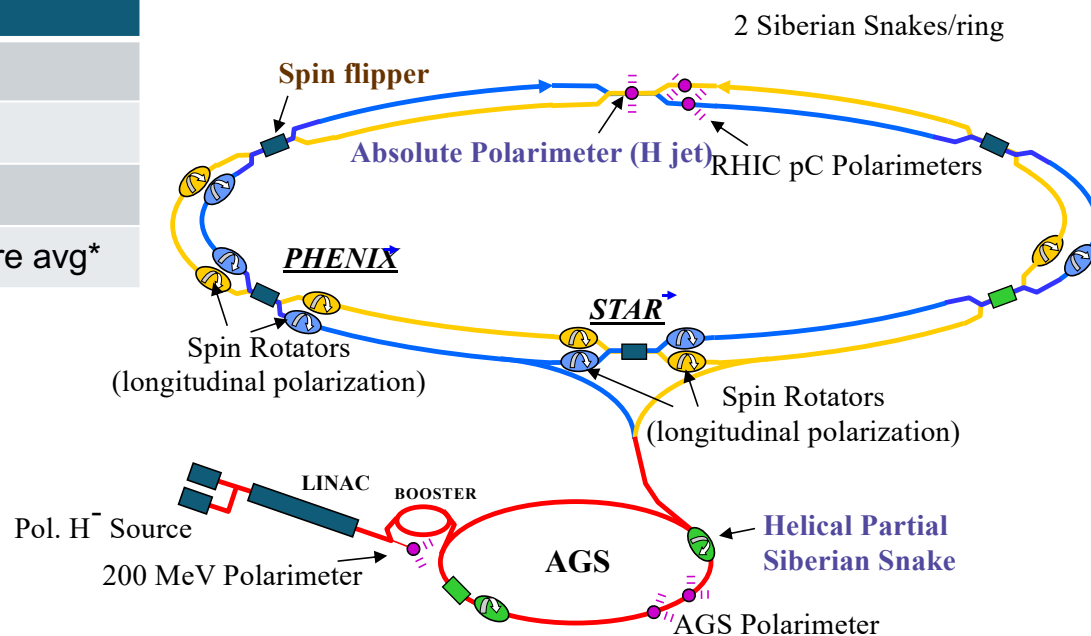 2 Siberian Snakes/ring
Spin flipper
Absolute Polarimeter (H jet)
RHIC pC Polarimeters
re avg*
PHENIX
STAR
Spin Rotators
(longitudinal polarization)
Spin Rotators
(longitudinal polarization)
LINAC
BOOSTER
Pol. H⁻ Source
200 MeV Polarimeter
AGS
Helical Partial
Siberian Snake
AGS Polarimeter